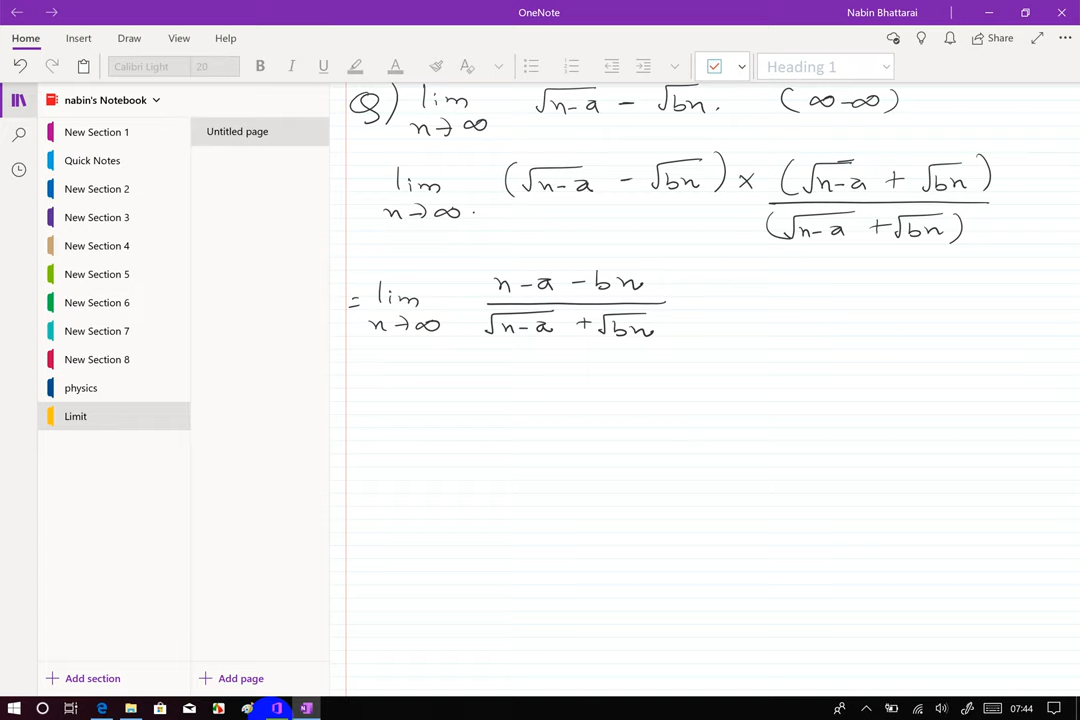 OneNote
Nabin Bhattarai
Home Insert Draw View Help
Share
Calibri Light 20 B I U A Heading 1
nabin's Notebook
New Section 1
Quick Notes
New Section 2
New Section 3
New Section 4
New Section 5
New Section 6
New Section 7
New Section 8
physics
Limit
Untitled page
Q) lim n→∞ √(n-a) - √(bn). (∞-∞)
lim n→∞. (√(n-a) - √(bn)) × (√(n-a) + √(bn)) / (√(n-a) + √(bn))
= lim n→∞ (n-a-bn) / (√(n-a) + √(bn))
+ Add section
+ Add page
07:44